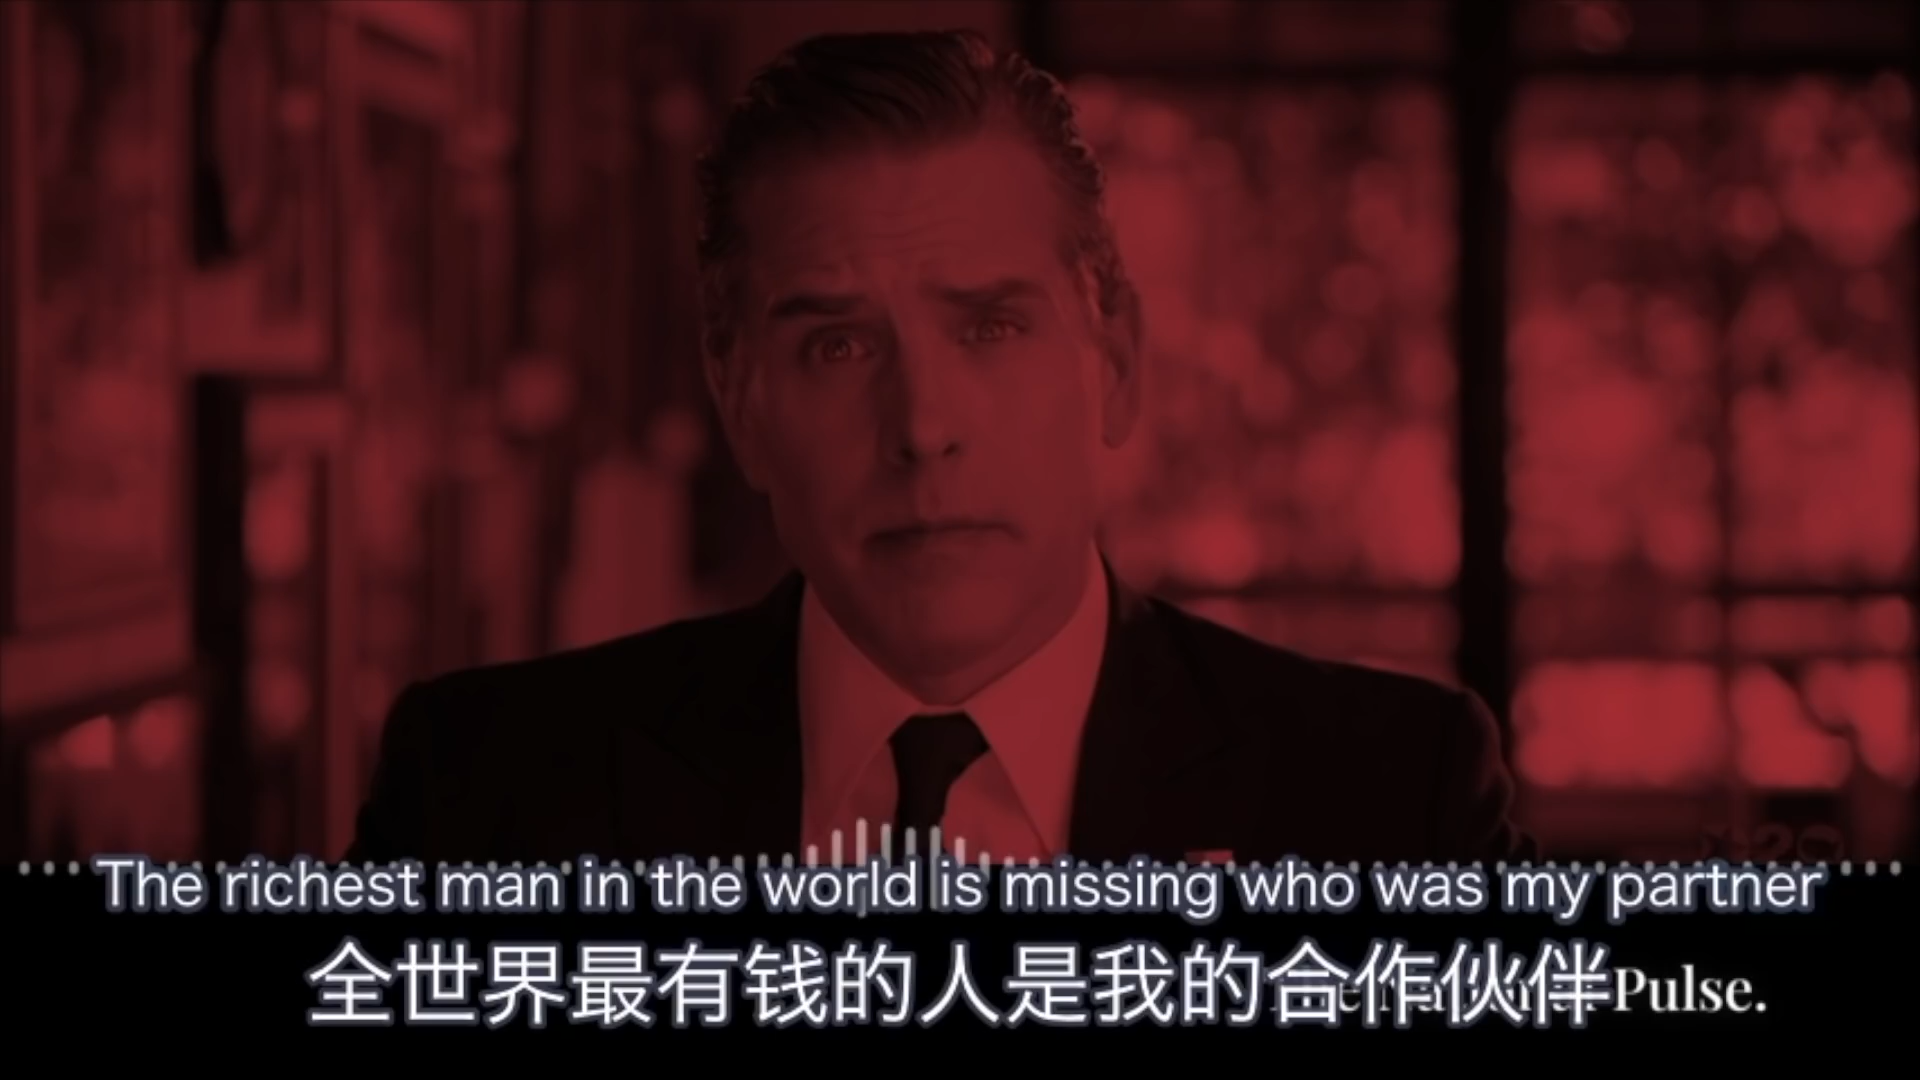 The richest man in the world is missing who was my partner
全世界最有钱的人是我的合作伙伴
Pulse.